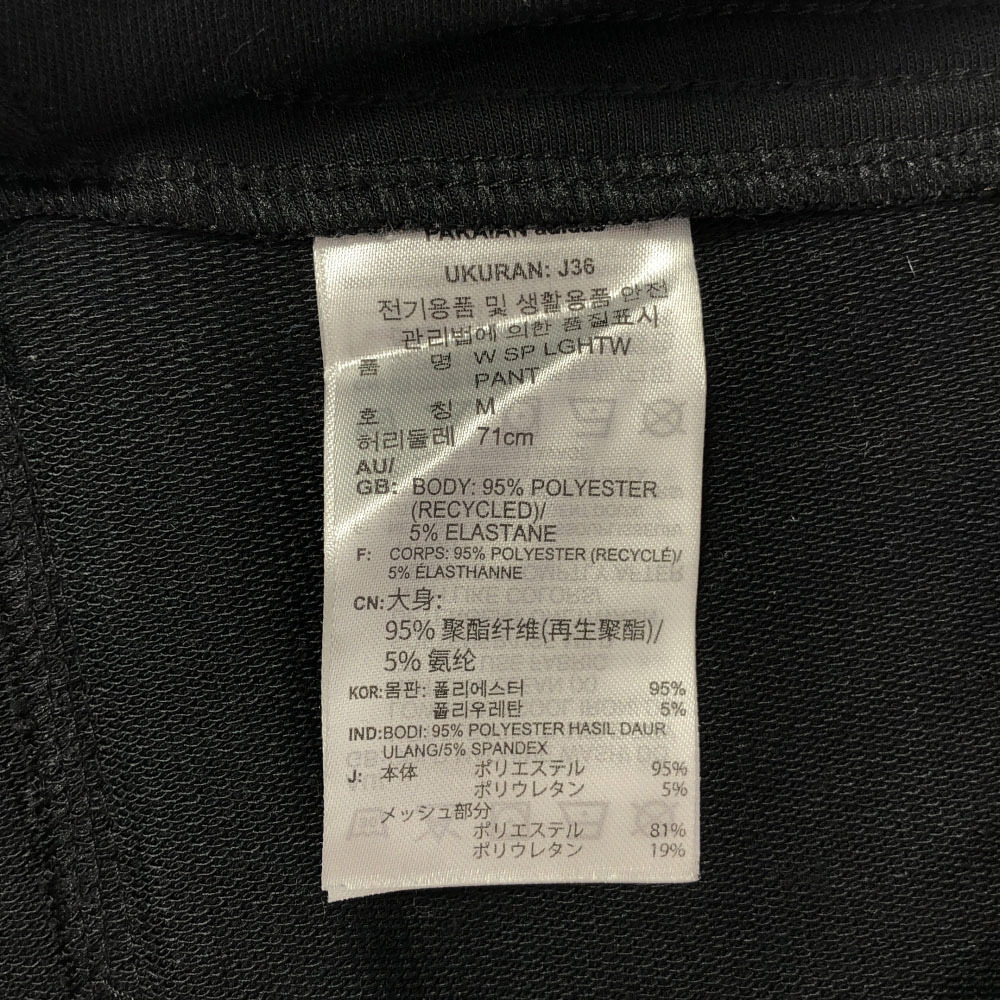 PAKAIAN adidas
UKURAN: J36
전기용품 및 생활용품 안전
관리법에 의한 품질표시
품 명 W SP LGHTW
PANT
호 칭 M
허리둘레 71cm
AU/
GB: BODY: 95% POLYESTER
(RECYCLED)/
5% ELASTANE
F: CORPS: 95% POLYESTER (RECYCLÉ)/
5% ÉLASTHANNE
CN:大身:
95% 聚酯纤维(再生聚酯)/
5% 氨纶
KOR:몸판: 폴리에스터 95%
폴리우레탄 5%
IND:BODI: 95% POLYESTER HASIL DAUR
ULANG/5% SPANDEX
J: 本体 ポリエステル 95%
ポリウレタン 5%
メッシュ部分
ポリエステル 81%
ポリウレタン 19%